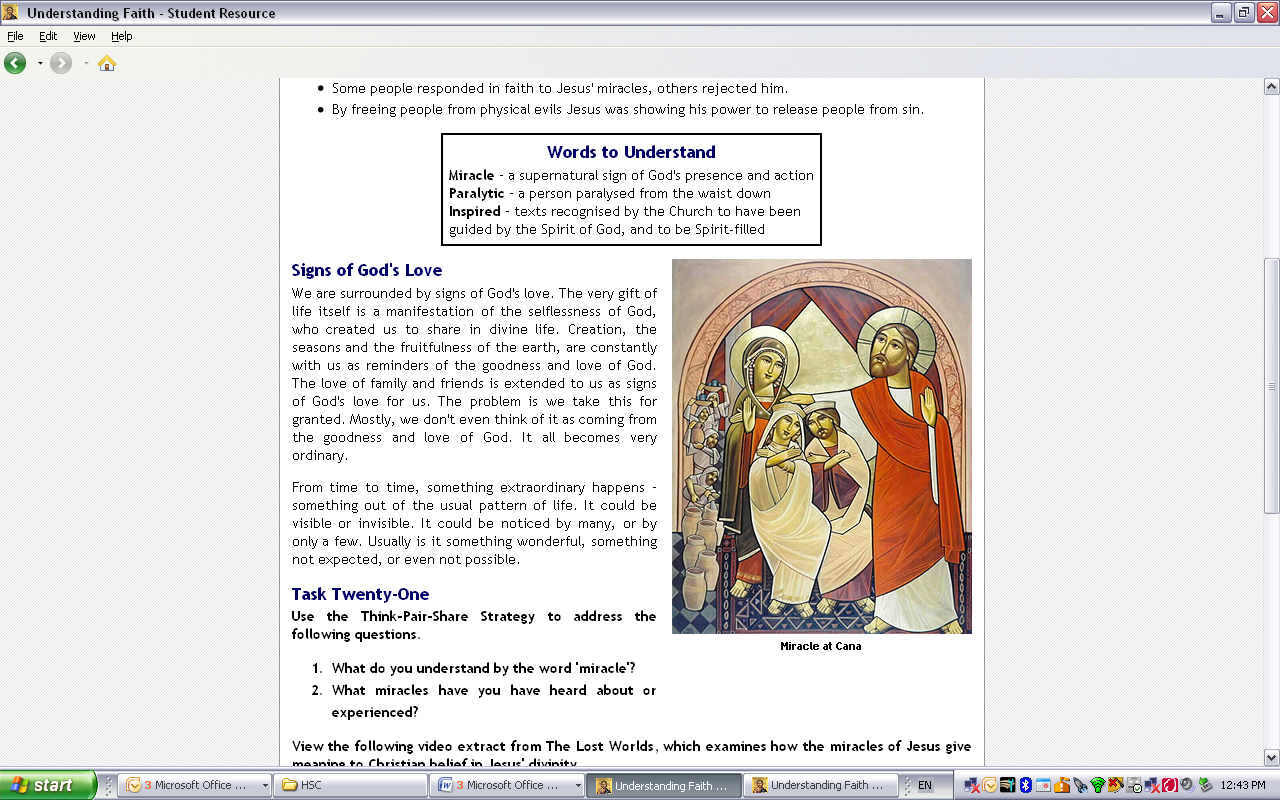 Understanding Faith - Student Resource
File Edit View Help
Some people responded in faith to Jesus' miracles, others rejected him.
By freeing people from physical evils Jesus was showing his power to release people from sin.
Words to Understand
Miracle - a supernatural sign of God's presence and action
Paralytic - a person paralysed from the waist down
Inspired - texts recognised by the Church to have been
guided by the Spirit of God, and to be Spirit-filled
Signs of God's Love
We are surrounded by signs of God's love. The very gift of
life itself is a manifestation of the selflessness of God,
who created us to share in divine life. Creation, the
seasons and the fruitfulness of the earth, are constantly
with us as reminders of the goodness and love of God.
The love of family and friends is extended to us as signs
of God's love for us. The problem is we take this for
granted. Mostly, we don't even think of it as coming from
the goodness and love of God. It all becomes very
ordinary.
From time to time, something extraordinary happens -
something out of the usual pattern of life. It could be
visible or invisible. It could be noticed by many, or by
only a few. Usually is it something wonderful, something
not expected, or even not possible.
Task Twenty-One
Use the Think-Pair-Share Strategy to address the
following questions.
1. What do you understand by the word 'miracle'?
2. What miracles have you have heard about or
experienced?
Miracle at Cana
View the following video extract from The Lost Worlds, which examines how the miracles of Jesus give
meaning to Christian belief in Jesus' divinity
start 3 Microsoft Office ... HSC 3 Microsoft Office ... Understanding Faith ... Understanding Faith ... EN 12:43 PM